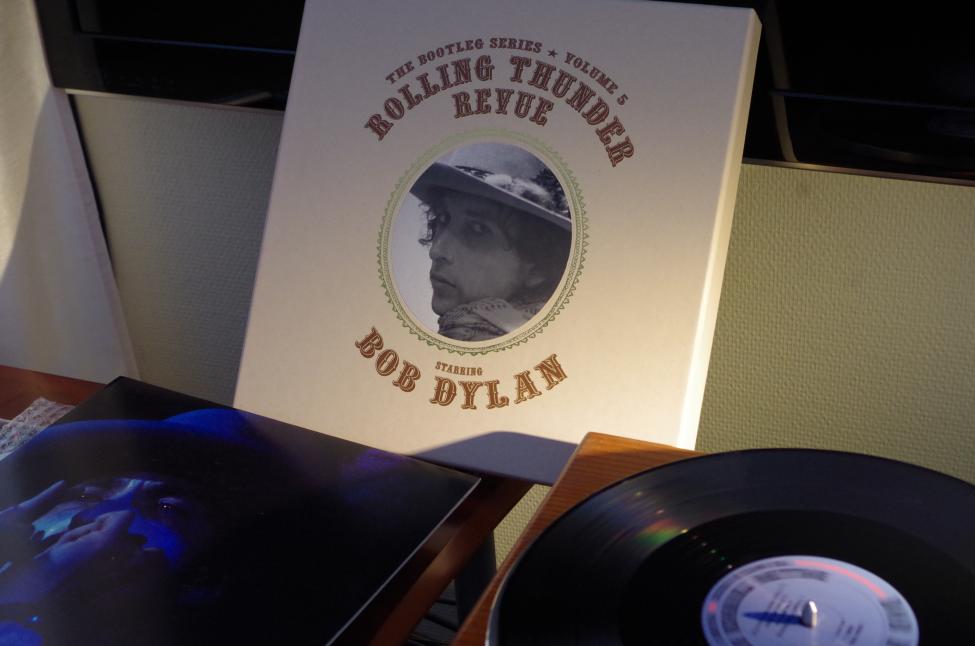 THE BOOTLEG SERIES ★ VOLUME 5
ROLLING THUNDER
REVUE
STARRING
BOB DYLAN